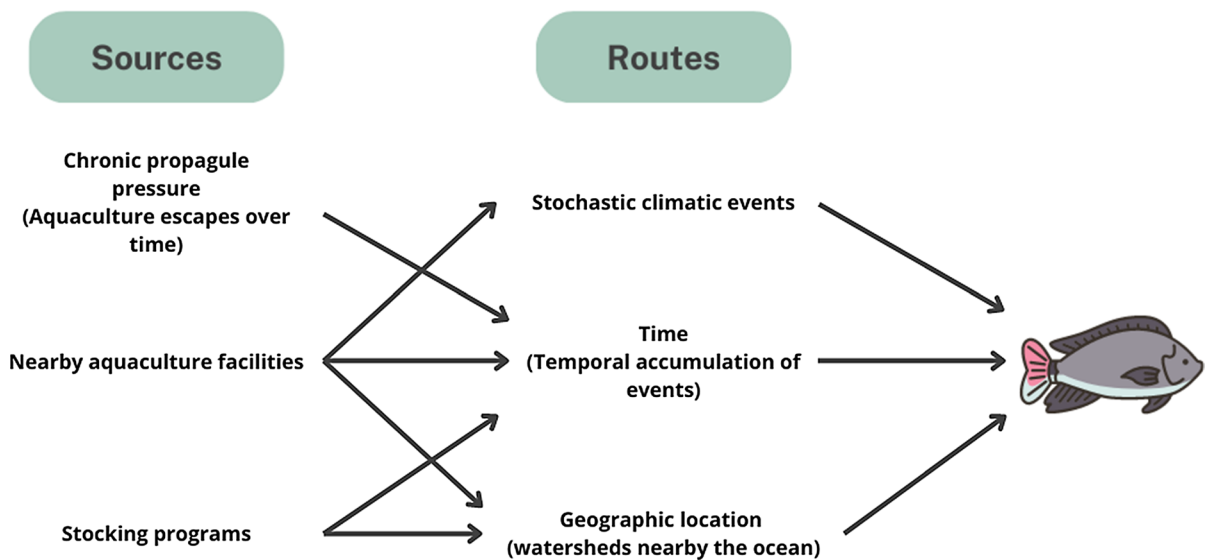 Sources
Routes
Chronic propagule
pressure
(Aquaculture escapes over
time)
Stochastic climatic events
Nearby aquaculture facilities
Time
(Temporal accumulation of
events)
Stocking programs
Geographic location
(watersheds nearby the ocean)